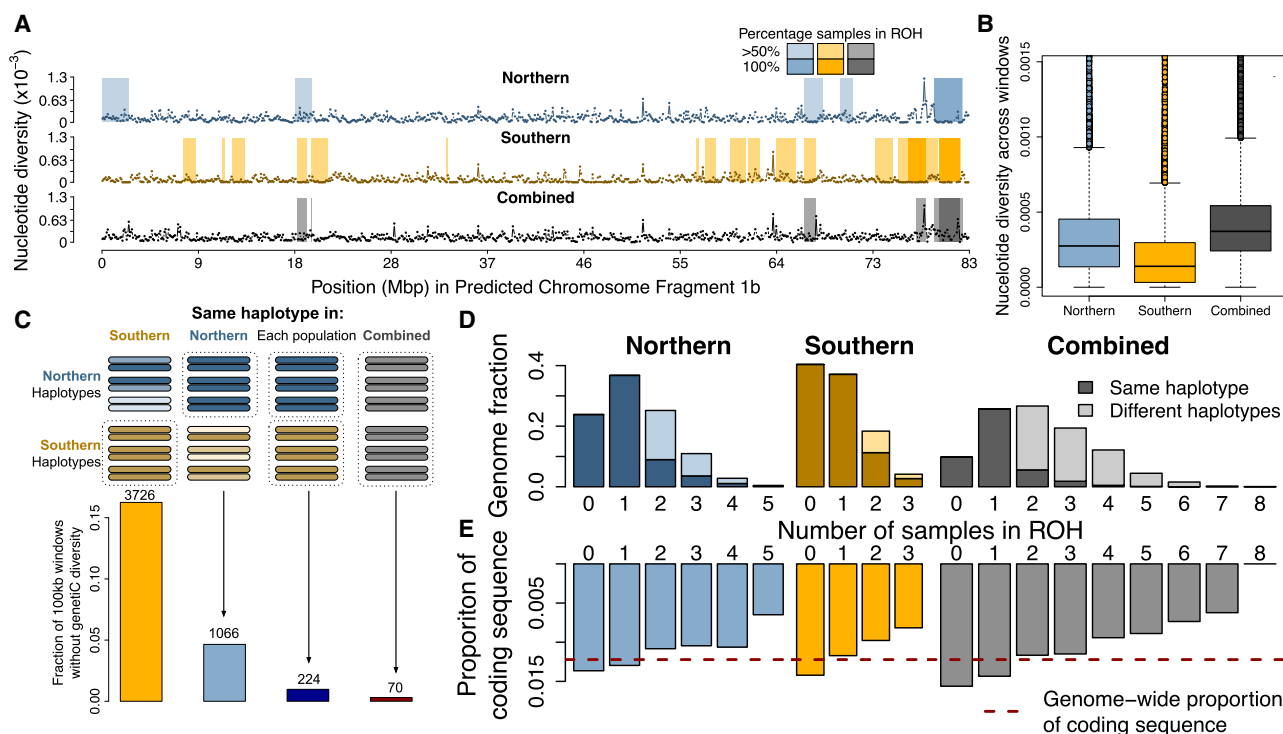 A
Percentage samples in ROH
>50%
100%
Nucleotide diversity (x10−3)
1.3
0.63
0
Northern
1.3
0.63
0
Southern
1.3
0.63
0
Combined
0 9 18 28 37 46 55 64 73 83
Position (Mbp) in Predicted Chromosome Fragment 1b
B
Nucelotide diversity across windows
0.0015
0.0010
0.0005
0.0000
Northern Southern Combined
C
Same haplotype in:
Southern Northern Each population Combined
Northern
Haplotypes
Southern
Haplotypes
Fraction of 100kb windows
without genetiC diversity
0.15
0.10
0.05
0.00
3726
1066
224
70
D
Northern Southern Combined
Genome fraction
0.4
0.2
0.0
Same haplotype
Different haplotypes
0 1 2 3 4 5 0 1 2 3 0 1 2 3 4 5 6 7 8
Number of samples in ROH
E
0 1 2 3 4 5 0 1 2 3 0 1 2 3 4 5 6 7 8
Proporiton of
coding sequence
0.005
0.015
Genome−wide proportion
of coding sequence